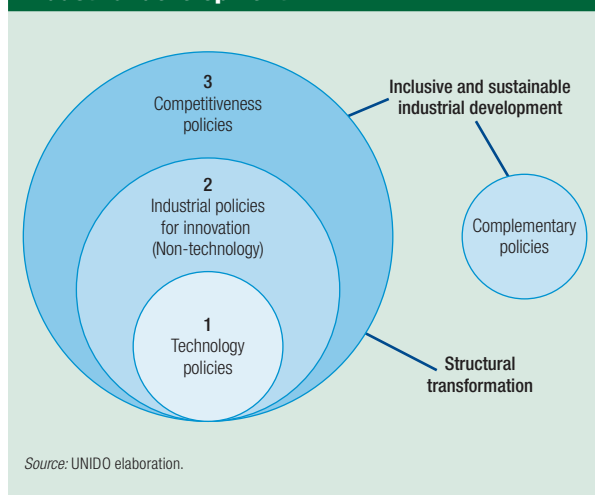 3
Competitiveness
policies
Inclusive and sustainable
industrial development
2
Industrial policies
for innovation
(Non-technology)
Complementary
policies
1
Technology
policies
Structural
transformation
Source: UNIDO elaboration.